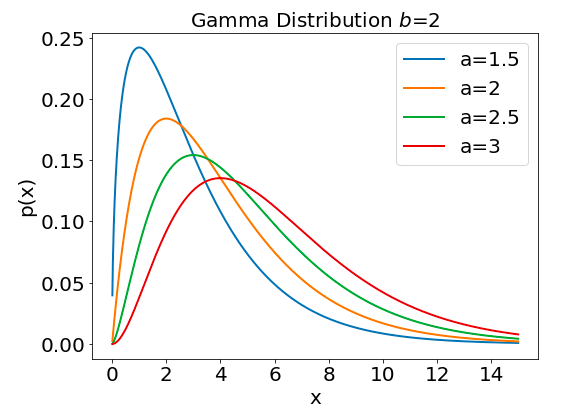 Gamma Distribution b=2
a=1.5
a=2
a=2.5
a=3
p(x)
0.25
0.20
0.15
0.10
0.05
0.00
0 2 4 6 8 10 12 14
x